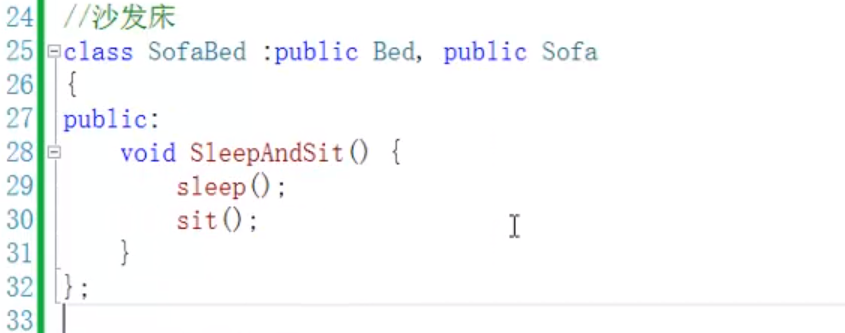 24 //沙发床
25 class SofaBed :public Bed, public Sofa
26 {
27 public:
28     void SleepAndSit() {
29         sleep();
30         sit();
31     }
32 };
33